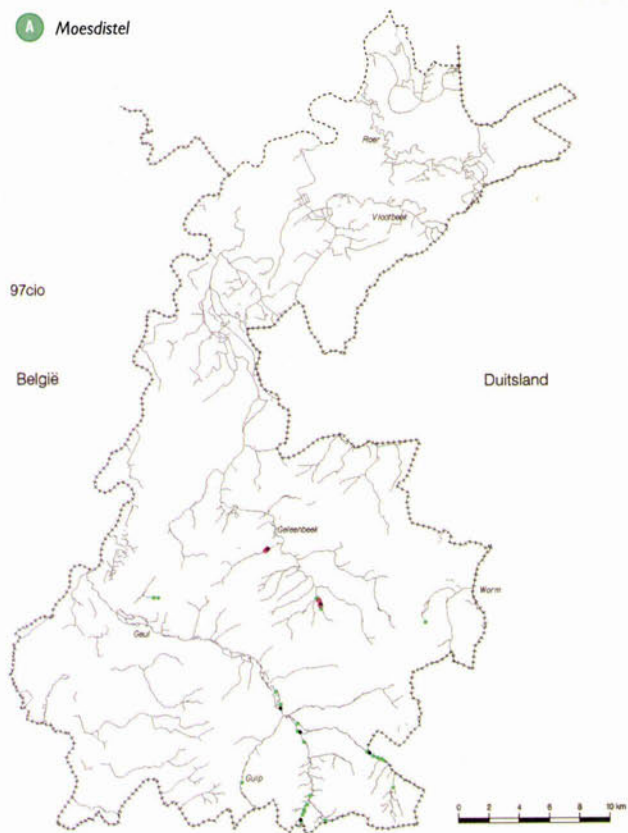 A Moesdistel
Roer
Vlootbeek
97cio
België
Duitsland
Geleenbeek
Worm
Geul
Gulp
0 2 4 6 8 10 km